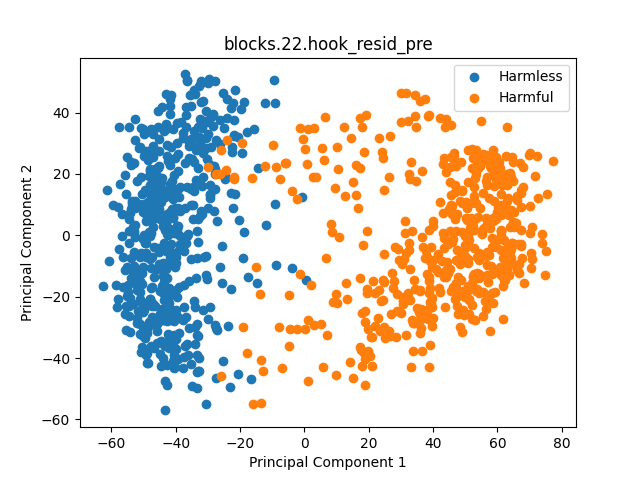 blocks.22.hook_resid_pre
Harmless
Harmful
Principal Component 2
40
20
0
−20
−40
−60
−60
−40
−20
0
20
40
60
80
Principal Component 1